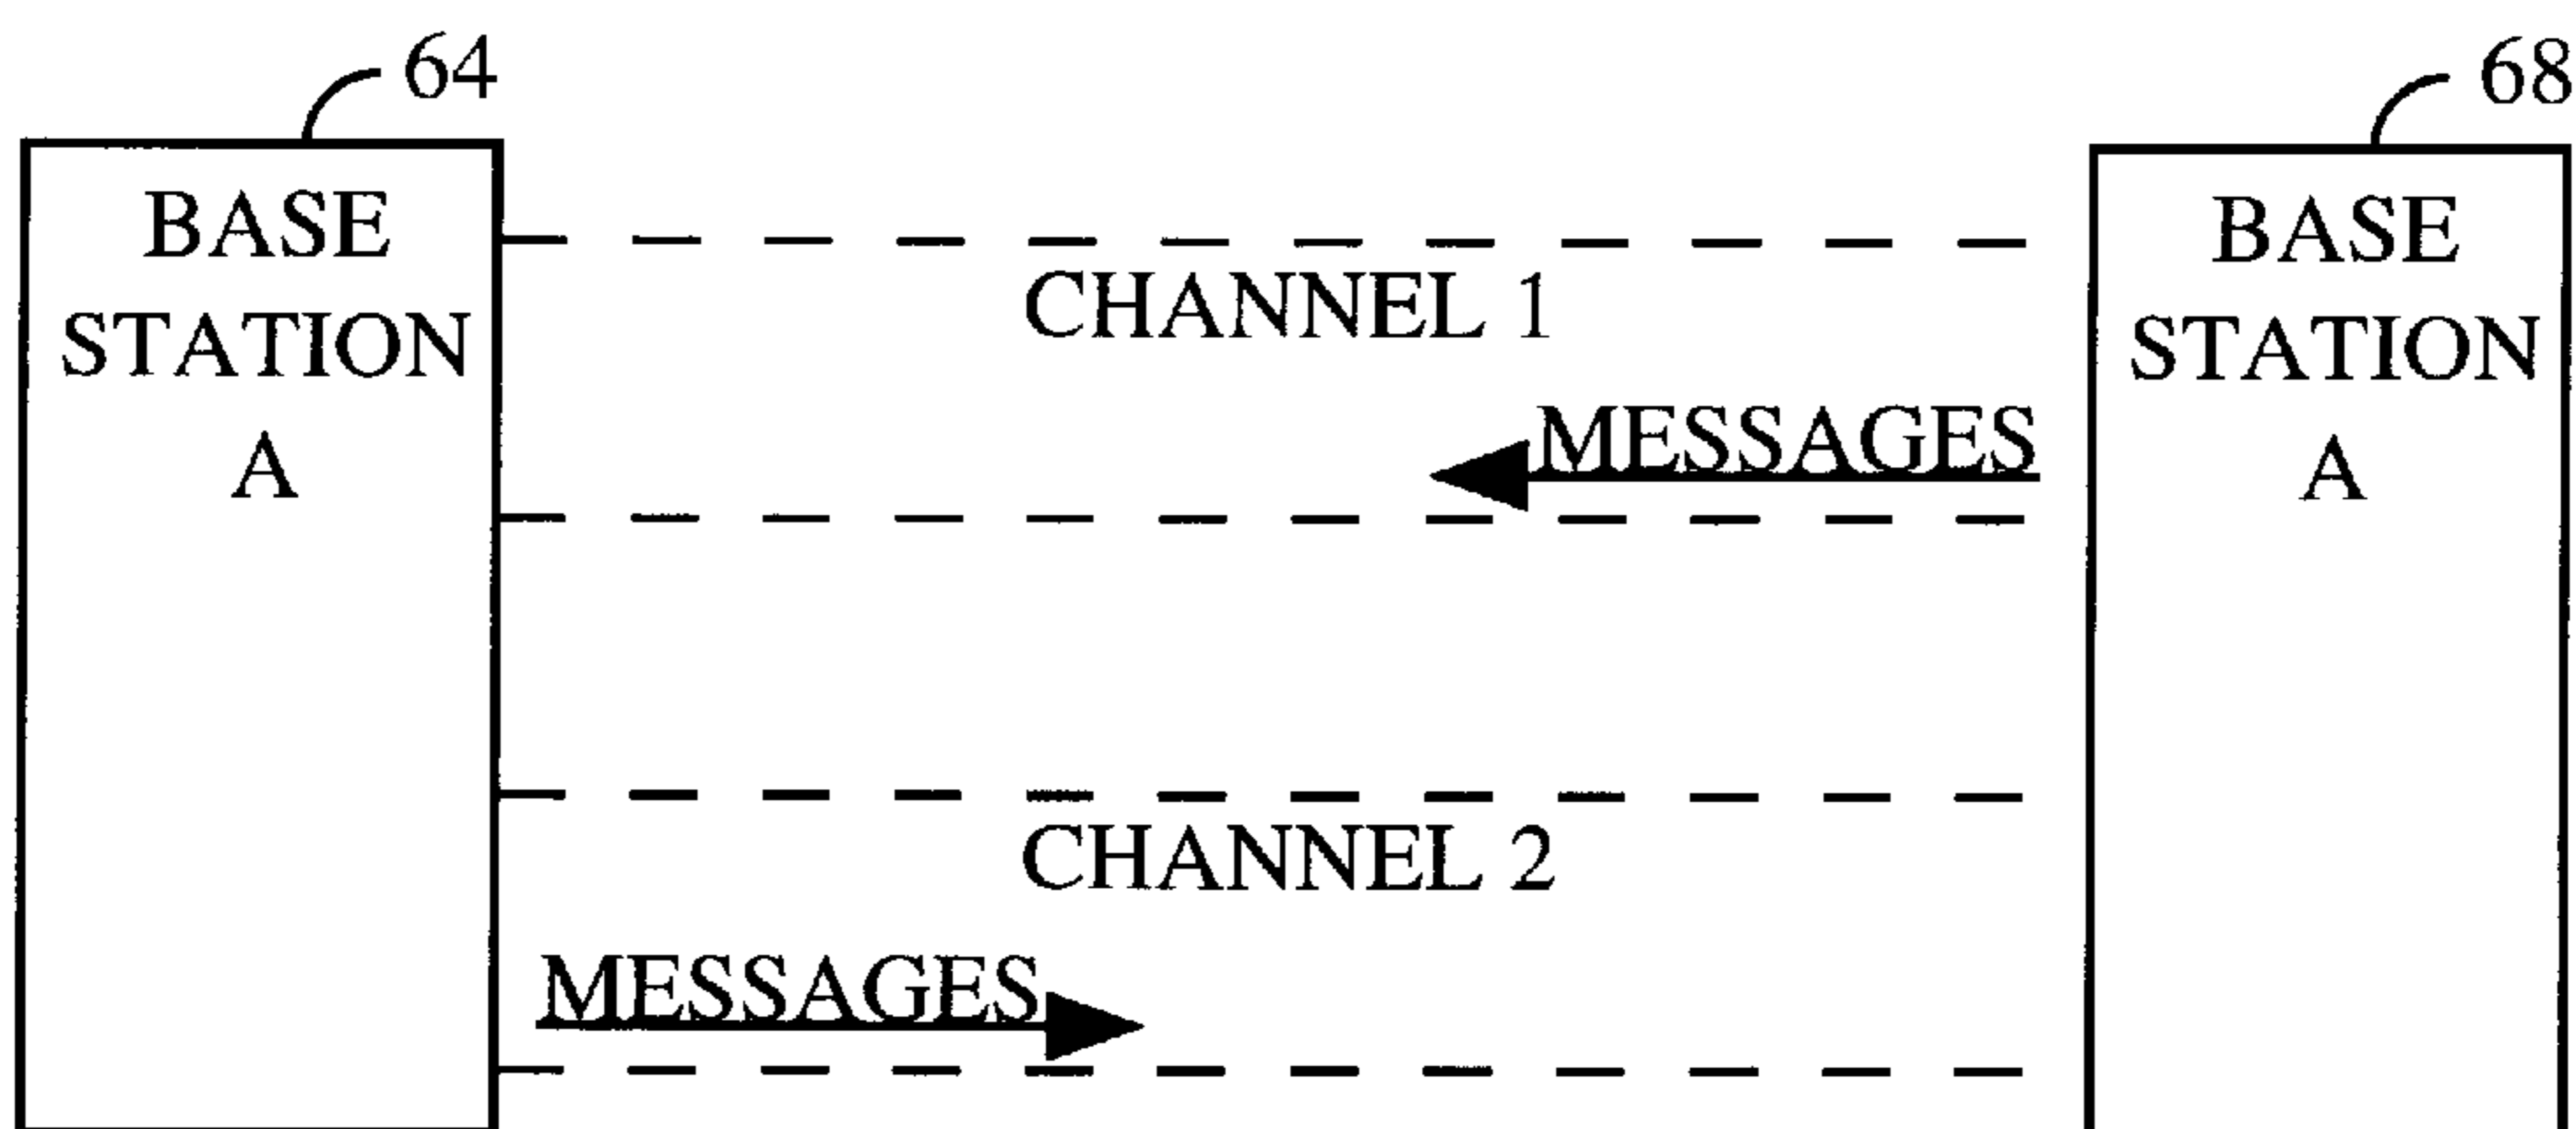 64
68
BASE
STATION
A
CHANNEL 1
MESSAGES
CHANNEL 2
MESSAGES
BASE
STATION
A